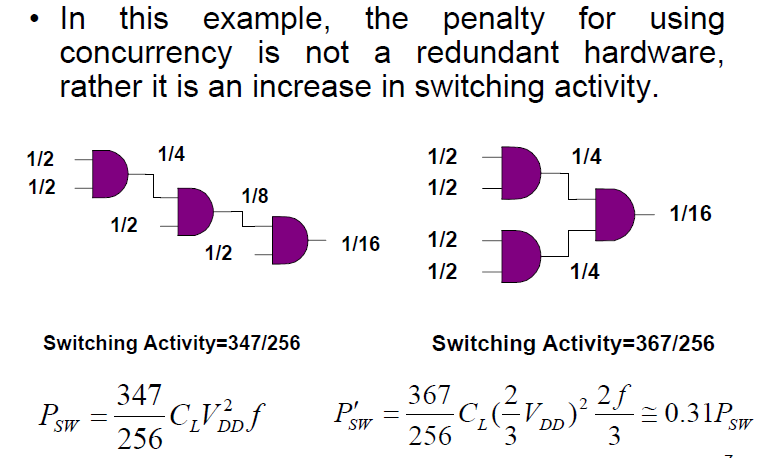 • In this example, the penalty for using
concurrency is not a redundant hardware,
rather it is an increase in switching activity.
1/2
1/2
1/4
1/2
1/8
1/2
1/16
1/2
1/2
1/4
1/2
1/2
1/4
1/16
Switching Activity=347/256
Switching Activity=367/256
P_SW = 347/256 C_L V_DD^2 f
P'_SW = 367/256 C_L (2/3 V_DD)^2 2f/3 ≅ 0.31P_SW